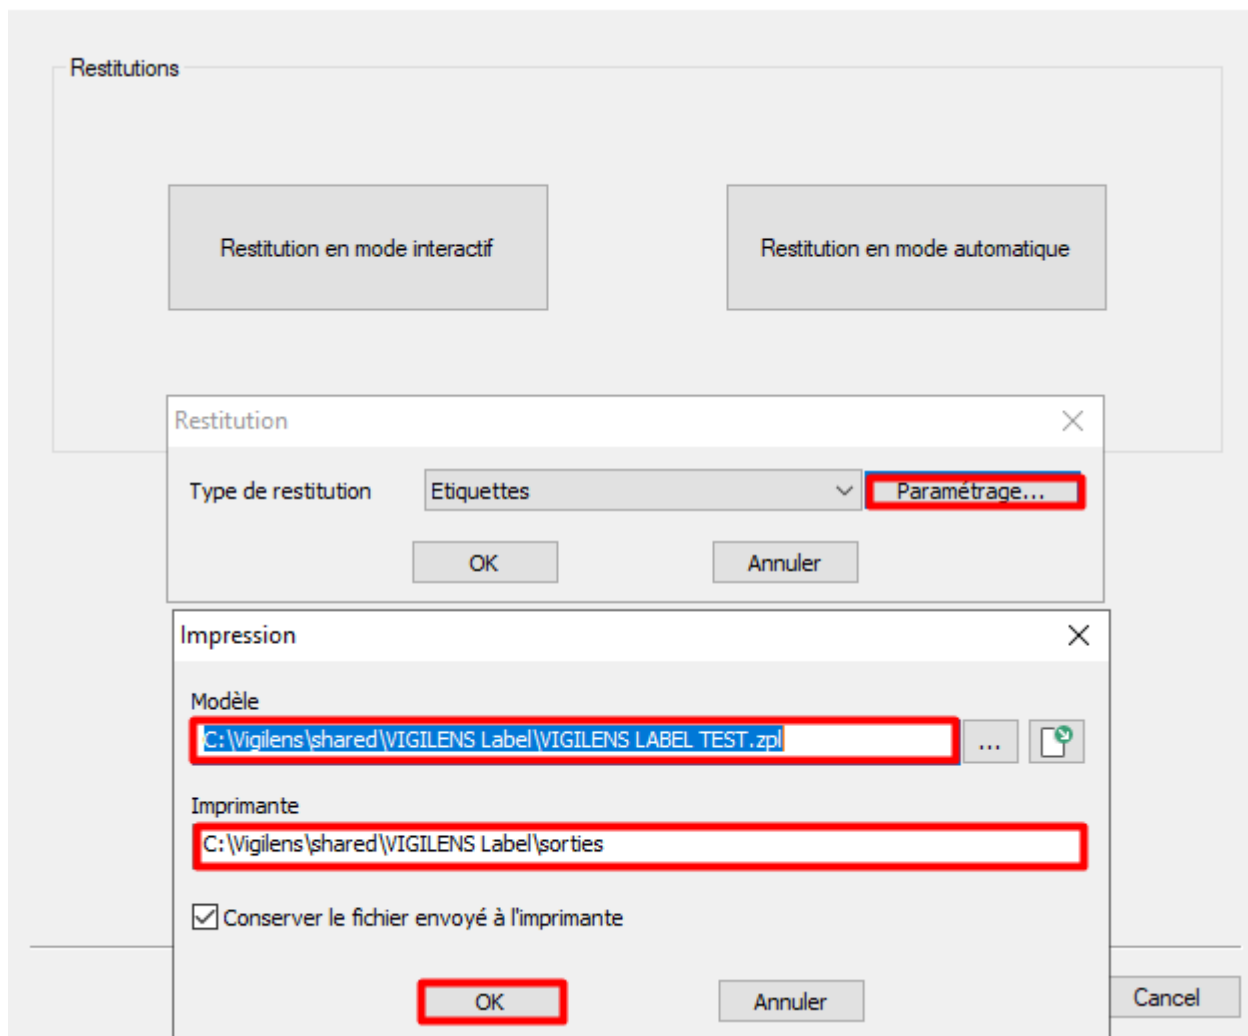 Restitutions
Restitution en mode interactif
Restitution en mode automatique
Restitution
Type de restitution
Etiquettes
Paramétrage...
OK
Annuler
Impression
Modèle
C:\Vigilens\shared\VIGILENS Label\VIGILENS LABEL TEST.zpl
...
Imprimante
C:\Vigilens\shared\VIGILENS Label\sorties
Conserver le fichier envoyé à l'imprimante
OK
Annuler
Cancel